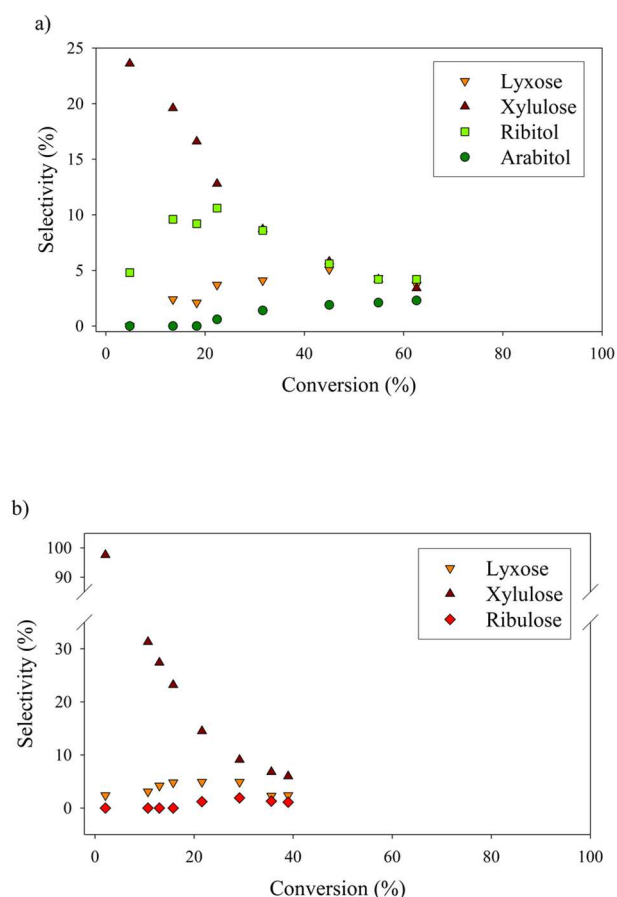 a)
25
20
15
10
5
0
Selectivity (%)
Lyxose
Xylulose
Ribitol
Arabitol
0 20 40 60 80 100
Conversion (%)
b)
100
90
30
20
10
0
Selectivity (%)
Lyxose
Xylulose
Ribulose
0 20 40 60 80 100
Conversion (%)